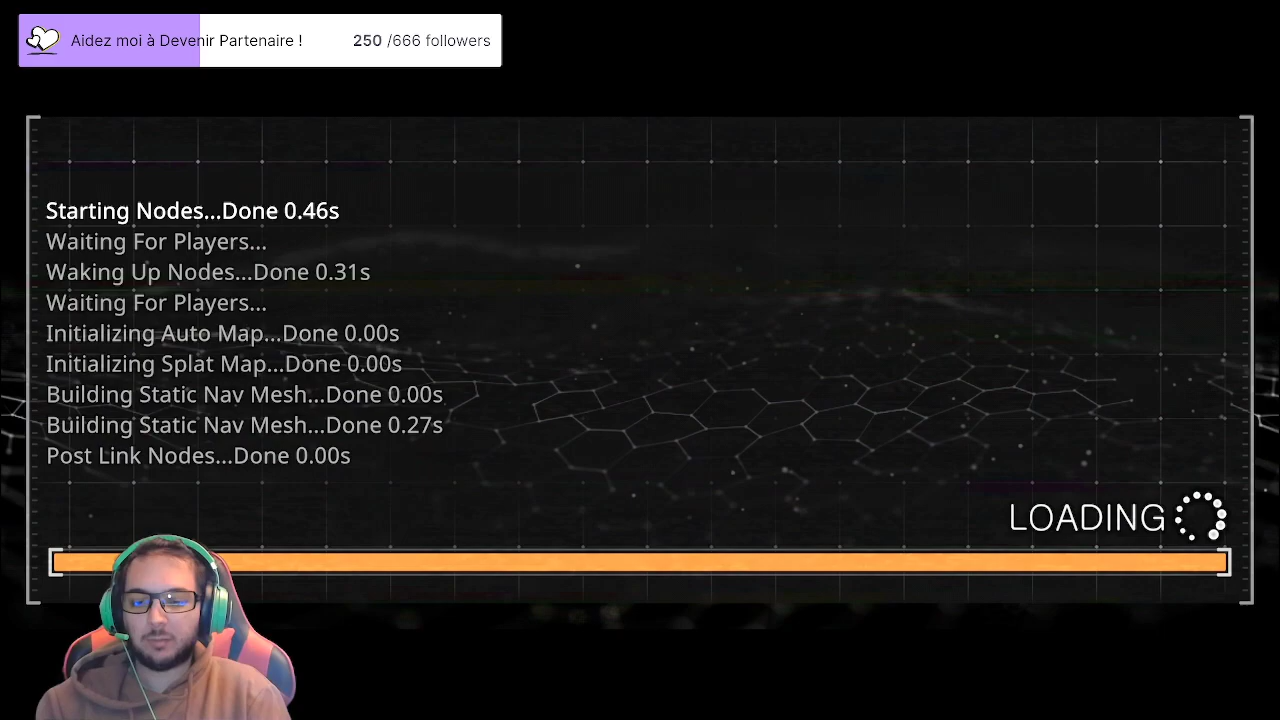 Aidez moi à Devenir Partenaire ! 250 /666 followers
Starting Nodes...Done 0.46s
Waiting For Players...
Waking Up Nodes...Done 0.31s
Waiting For Players...
Initializing Auto Map...Done 0.00s
Initializing Splat Map...Done 0.00s
Building Static Nav Mesh...Done 0.00s
Building Static Nav Mesh...Done 0.27s
Post Link Nodes...Done 0.00s
LOADING